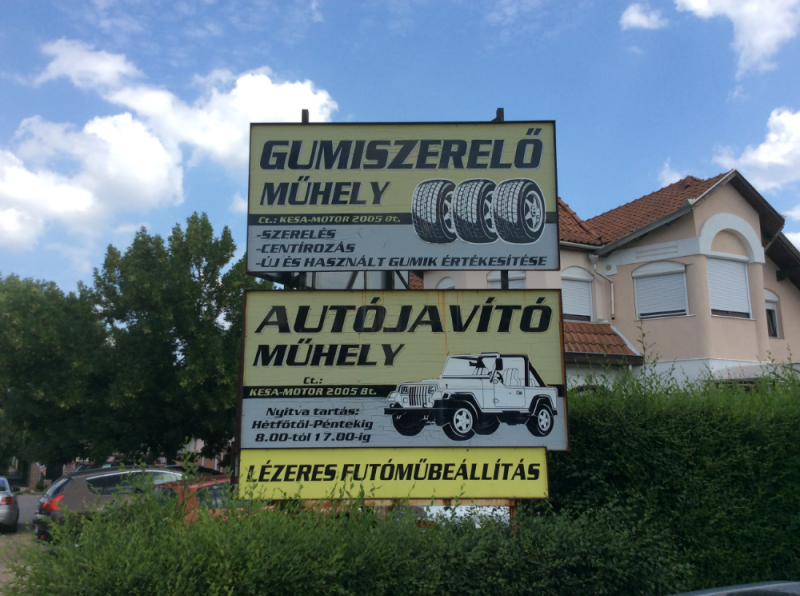 GUMISZERELŐ
MŰHELY
Ct.: KESA-MOTOR 2005 Bt.
-SZERELÉS
-CENTÍROZÁS
-ÚJ ÉS HASZNÁLT GUMIK ÉRTÉKESÍTÉSE
AUTÓJAVÍTÓ
MŰHELY
Ct.:
KESA-MOTOR 2005 Bt.
Nyitva tartás:
Hétfőtől-Péntekig
8.00-tól 17.00-ig
LÉZERES FUTÓMŰBEÁLLÍTÁS